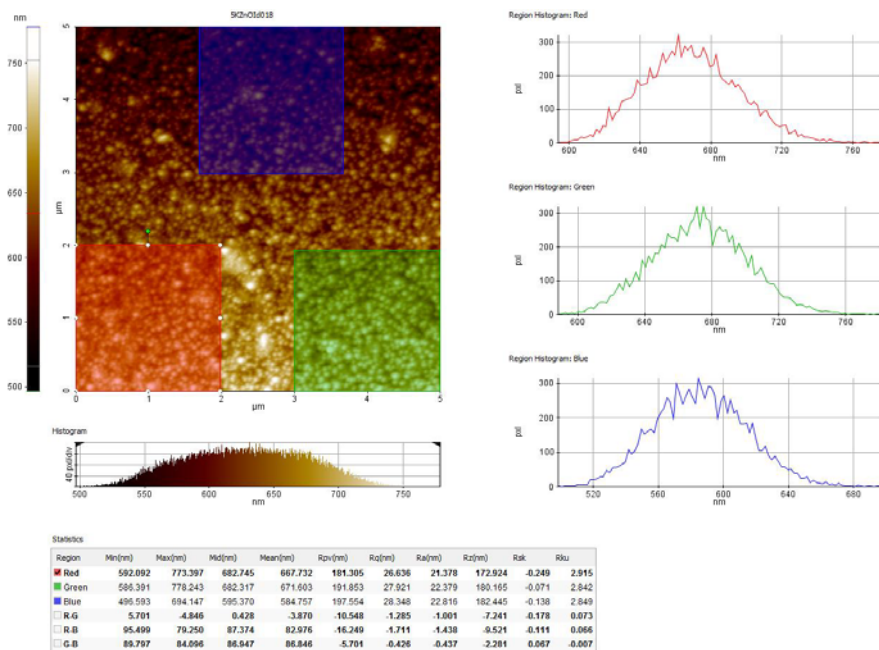 nm
750
700
650
600
550
500
5KZnOId018
5
4
3
2
1
0
µm
0 1 2 3 4 5
µm
Histogram
40 pxl/div
500 550 600 650 700 750
nm
Region Histogram: Red
300
200
100
0
pxl
600 640 680 720 760
nm
Region Histogram: Green
300
200
100
0
pxl
600 640 680 720 760
nm
Region Histogram: Blue
300
200
100
0
pxl
520 560 600 640 680
nm
Statistics
Region Min(nm) Max(nm) Mid(nm) Mean(nm) Rpv(nm) Rq(nm) Ra(nm) Rz(nm) Rsk Rku
Red 592.092 773.397 682.745 667.732 181.305 26.636 21.378 172.924 -0.249 2.915
Green 586.391 778.243 682.317 671.603 191.853 27.921 22.379 180.165 -0.071 2.842
Blue 496.593 694.147 595.370 584.757 197.554 28.348 22.816 182.445 -0.138 2.849
R-G 5.701 -4.846 0.428 -3.870 -10.548 -1.285 -1.001 -7.241 -0.178 0.073
R-B 95.499 79.250 87.374 82.976 -16.249 -1.711 -1.438 -9.521 -0.111 0.066
G-B 89.797 84.096 86.947 86.846 -5.701 -0.426 -0.437 -2.281 0.067 -0.007